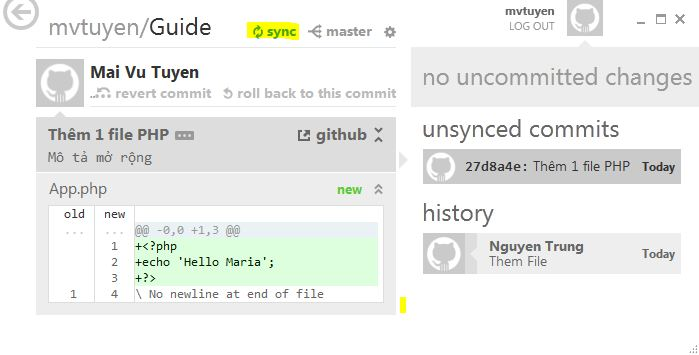 mvtuyen/Guide
sync
master
Mai Vu Tuyen
revert commit
roll back to this commit
Thêm 1 file PHP
github
Mô tả mở rộng
App.php
new
old new
... ... @@ -0,0 +1,3 @@
1 +<?php
2 +echo 'Hello Maria';
3 +?>
1 4 \ No newline at end of file
mvtuyen
LOG OUT
no uncommitted changes
unsynced commits
27d8a4e: Thêm 1 file PHP Today
history
Nguyen Trung
Them File
Today